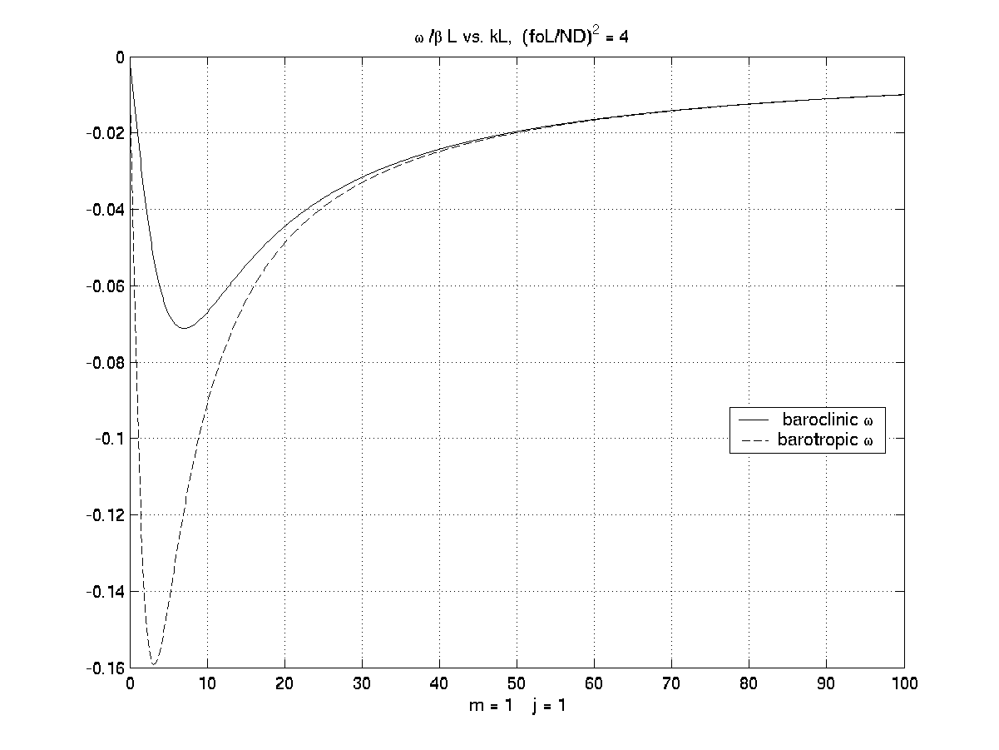 ω /β L vs. kL, (foL/ND)² = 4
0
-0.02
-0.04
-0.06
-0.08
-0.1
-0.12
-0.14
-0.16
baroclinic ω
barotropic ω
0 10 20 30 40 50 60 70 80 90 100
m = 1 j = 1